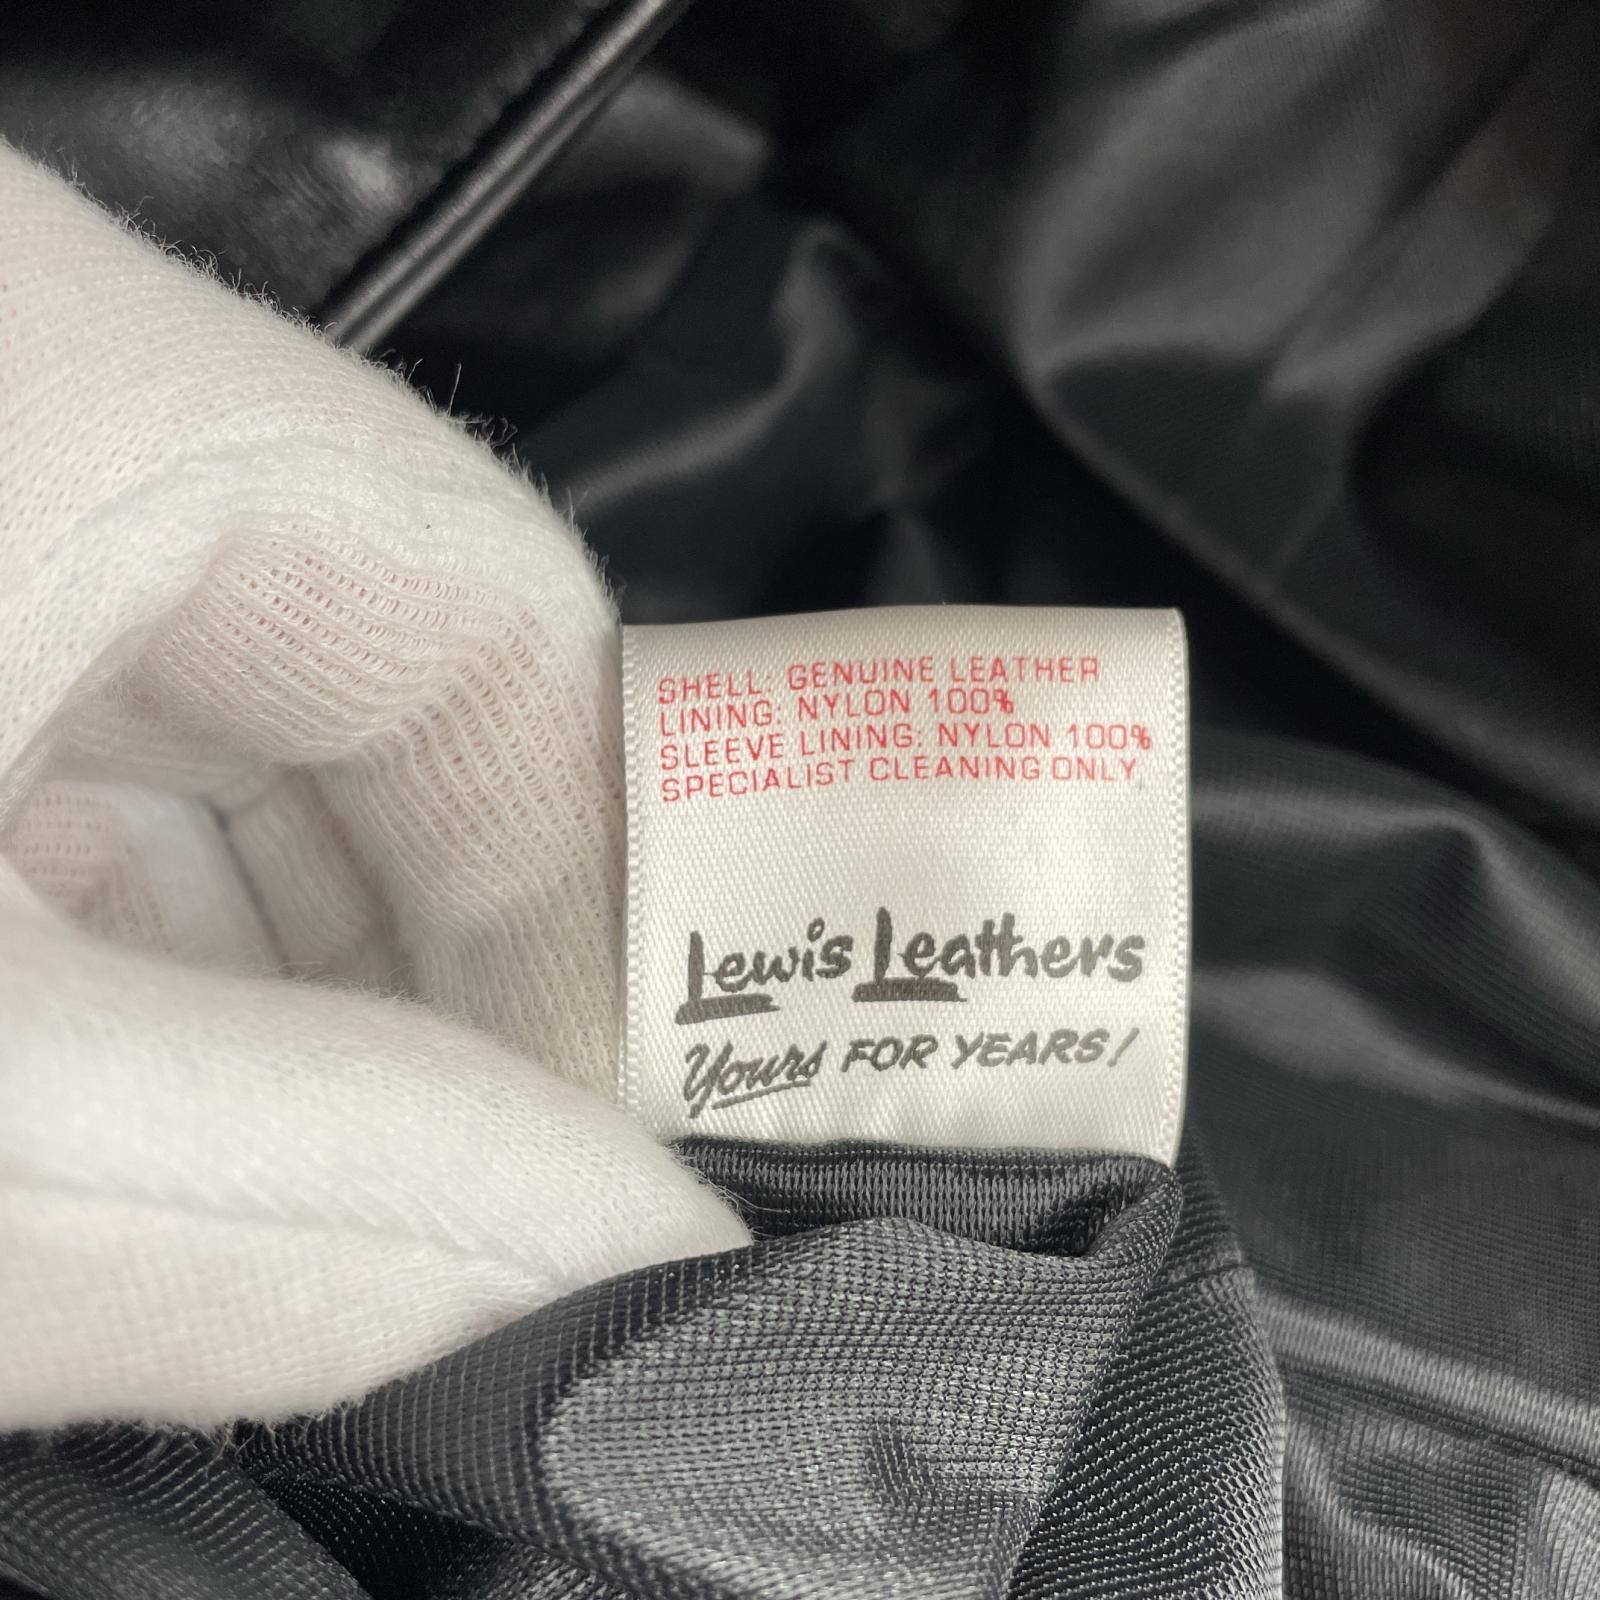 SHELL: GENUINE LEATHER
LINING: NYLON 100%
SLEEVE LINING: NYLON 100%
SPECIALIST CLEANING ONLY
Lewis Leathers
Yours FOR YEARS!